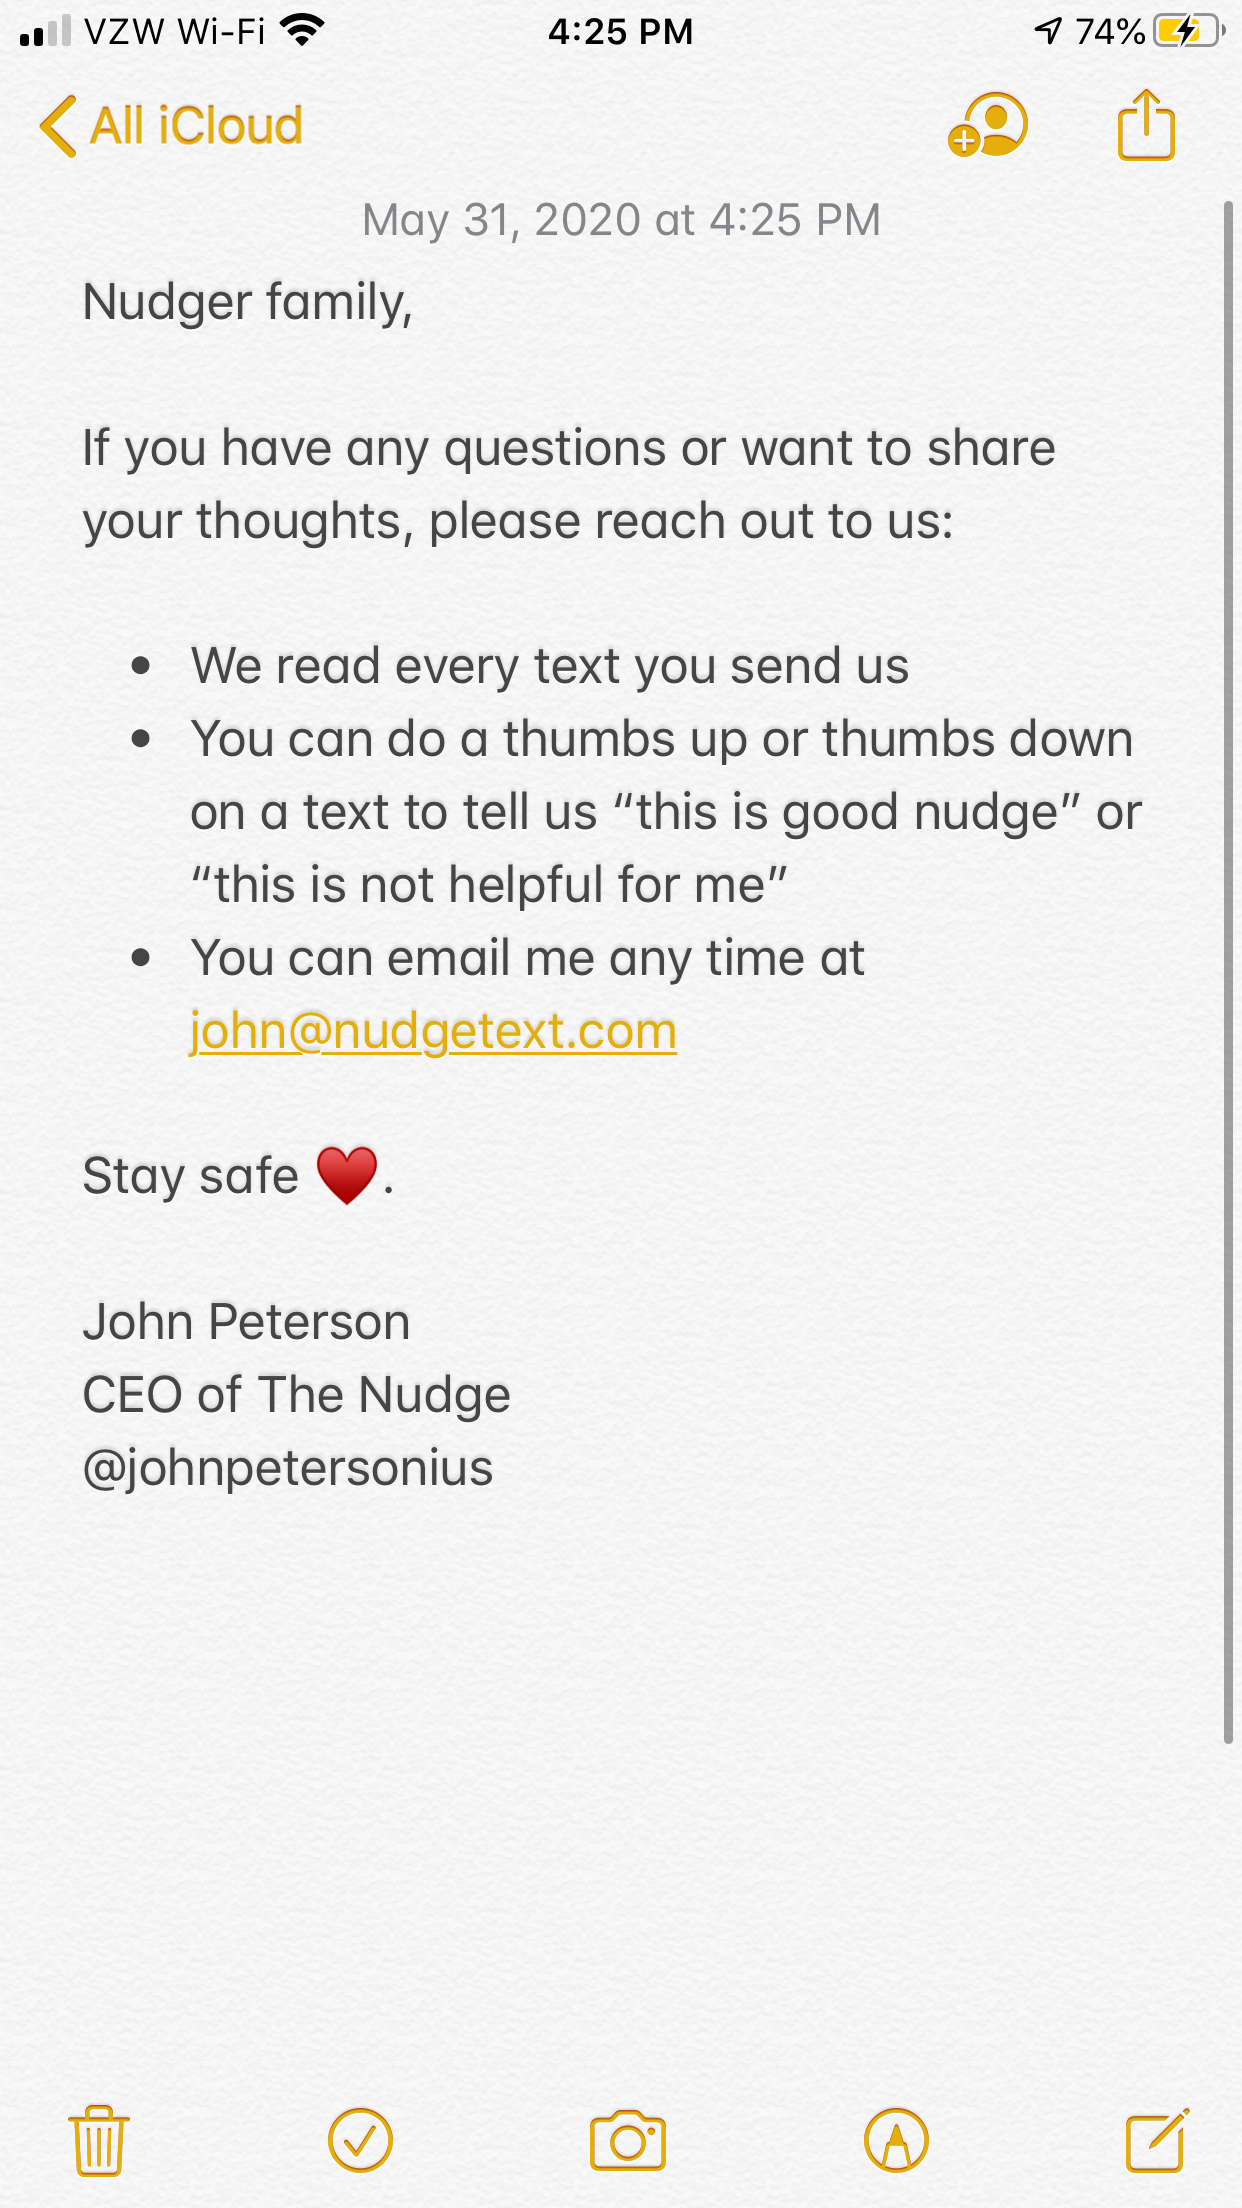 VZW Wi-Fi 4:25 PM 74%
All iCloud
May 31, 2020 at 4:25 PM
Nudger family,
If you have any questions or want to share
your thoughts, please reach out to us:
• We read every text you send us
• You can do a thumbs up or thumbs down
on a text to tell us “this is good nudge” or
“this is not helpful for me”
• You can email me any time at
john@nudgetext.com
Stay safe ♥️.
John Peterson
CEO of The Nudge
@johnpetersonius